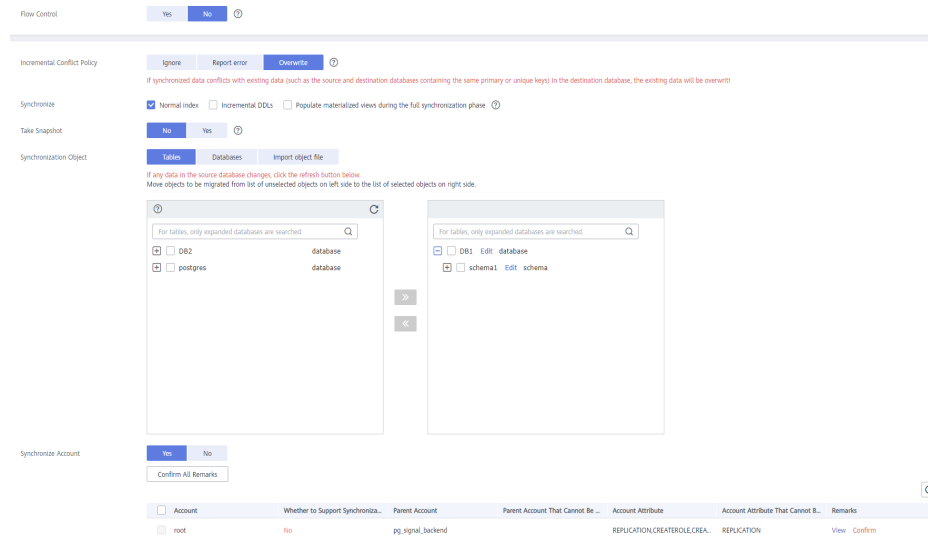 Flow Control Yes No
Incremental Conflict Policy Ignore Report error Overwrite
If synchronized data conflicts with existing data (such as the source and destination databases containing the same primary or unique keys) in the destination database, the existing data will be overwrit
Synchronize Normal index Incremental DDLs Populate materialized views during the full synchronization phase
Take Snapshot No Yes
Synchronization Object Tables Databases Import object file
If any data in the source database changes, click the refresh button below.
Move objects to be migrated from list of unselected objects on left side to the list of selected objects on right side.
For tables, only expanded databases are searched.
DB2 database
postgres database
For tables, only expanded databases are searched.
DB1 Edit database
schema1 Edit schema
Synchronize Account Yes No
Confirm All Remarks
Account Whether to Support Synchroniza... Parent Account Parent Account That Cannot Be ... Account Attribute Account Attribute That Cannot B... Remarks
root No pg_signal_backend REPLICATION,CREATEROLE,CREA... REPLICATION View Confirm